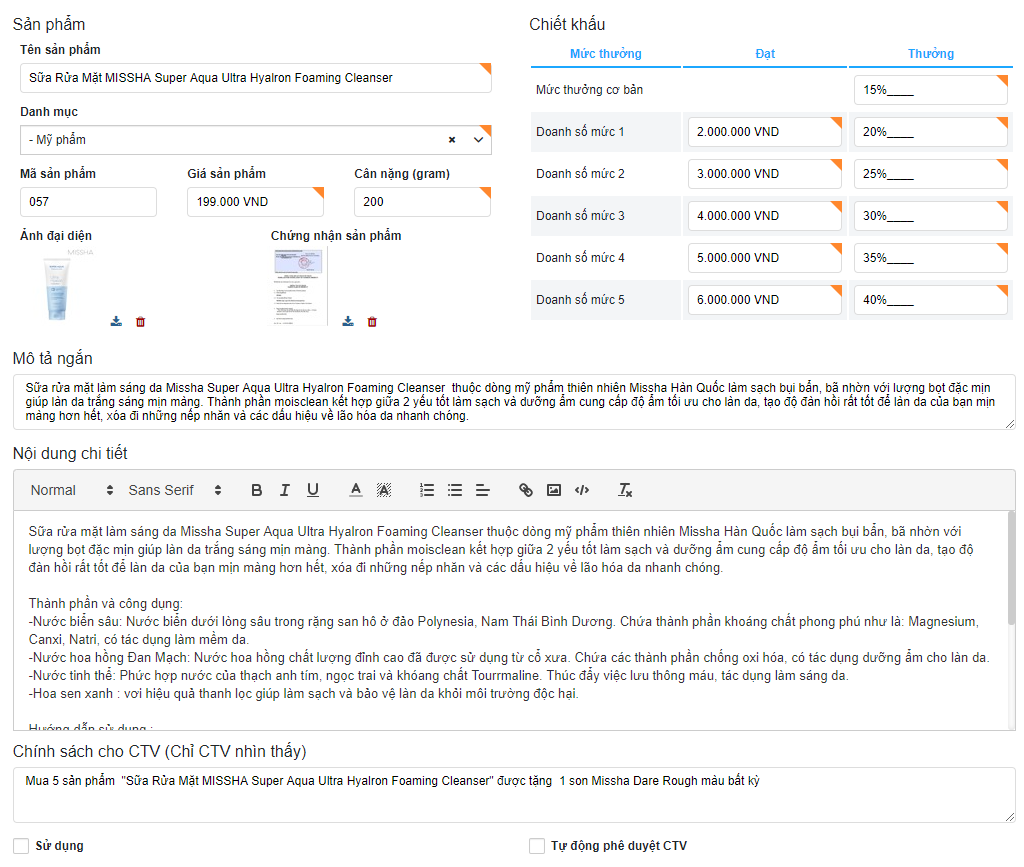 Sản phẩm
Tên sản phẩm
Sữa Rửa Mặt MISSHA Super Aqua Ultra Hyalron Foaming Cleanser
Danh mục
- Mỹ phẩm
Mã sản phẩm Giá sản phẩm Cân nặng (gram)
057 199.000 VND 200
Ảnh đại diện Chứng nhận sản phẩm
MISSHA
Chiết khấu
Mức thưởng Đạt Thưởng
Mức thưởng cơ bản 15%____
Doanh số mức 1 2.000.000 VND 20%____
Doanh số mức 2 3.000.000 VND 25%____
Doanh số mức 3 4.000.000 VND 30%____
Doanh số mức 4 5.000.000 VND 35%____
Doanh số mức 5 6.000.000 VND 40%____
Mô tả ngắn
Sữa rửa mặt làm sáng da Missha Super Aqua Ultra Hyalron Foaming Cleanser thuộc dòng mỹ phẩm thiên nhiên Missha Hàn Quốc làm sạch bụi bẩn, bã nhờn với lượng bọt đặc mịn
giúp làn da trắng sáng mịn màng. Thành phần moisclean kết hợp giữa 2 yếu tốt làm sạch và dưỡng ẩm cung cấp độ ẩm tối ưu cho làn da, tạo độ đàn hồi rất tốt để làn da của bạn mịn
màng hơn hết, xóa đi những nếp nhăn và các dấu hiệu về lão hóa da nhanh chóng.
Nội dung chi tiết
Normal Sans Serif B I U A A
Sữa rửa mặt làm sáng da Missha Super Aqua Ultra Hyalron Foaming Cleanser thuộc dòng mỹ phẩm thiên nhiên Missha Hàn Quốc làm sạch bụi bẩn, bã nhờn với
lượng bọt đặc mịn giúp làn da trắng sáng mịn màng. Thành phần moisclean kết hợp giữa 2 yếu tốt làm sạch và dưỡng ẩm cung cấp độ ẩm tối ưu cho làn da, tạo độ
đàn hồi rất tốt để làn da của bạn mịn màng hơn hết, xóa đi những nếp nhăn và các dấu hiệu về lão hóa da nhanh chóng.
Thành phần và công dụng:
-Nước biển sâu: Nước biển dưới lòng sâu trong rặng san hô ở đảo Polynesia, Nam Thái Bình Dương. Chứa thành phần khoáng chất phong phú như là: Magnesium,
Canxi, Natri, có tác dụng làm mềm da.
-Nước hoa hồng Đan Mạch: Nước hoa hồng chất lượng đỉnh cao đã được sử dụng từ cổ xưa. Chứa các thành phần chống oxi hóa, có tác dụng dưỡng ẩm cho làn da.
-Nước tinh thể: Phức hợp nước của thạch anh tím, ngọc trai và khóang chất Tourrmaline. Thúc đẩy việc lưu thông máu, tác dụng làm sáng da.
-Hoa sen xanh : vơi hiệu quả thanh lọc giúp làm sạch và bảo vệ làn da khỏi môi trường độc hại.
Hướng dẫn sử dụng :
Chính sách cho CTV (Chỉ CTV nhìn thấy)
Mua 5 sản phẩm "Sữa Rửa Mặt MISSHA Super Aqua Ultra Hyalron Foaming Cleanser" được tặng 1 son Missha Dare Rough màu bất kỳ
Sử dụng Tự động phê duyệt CTV